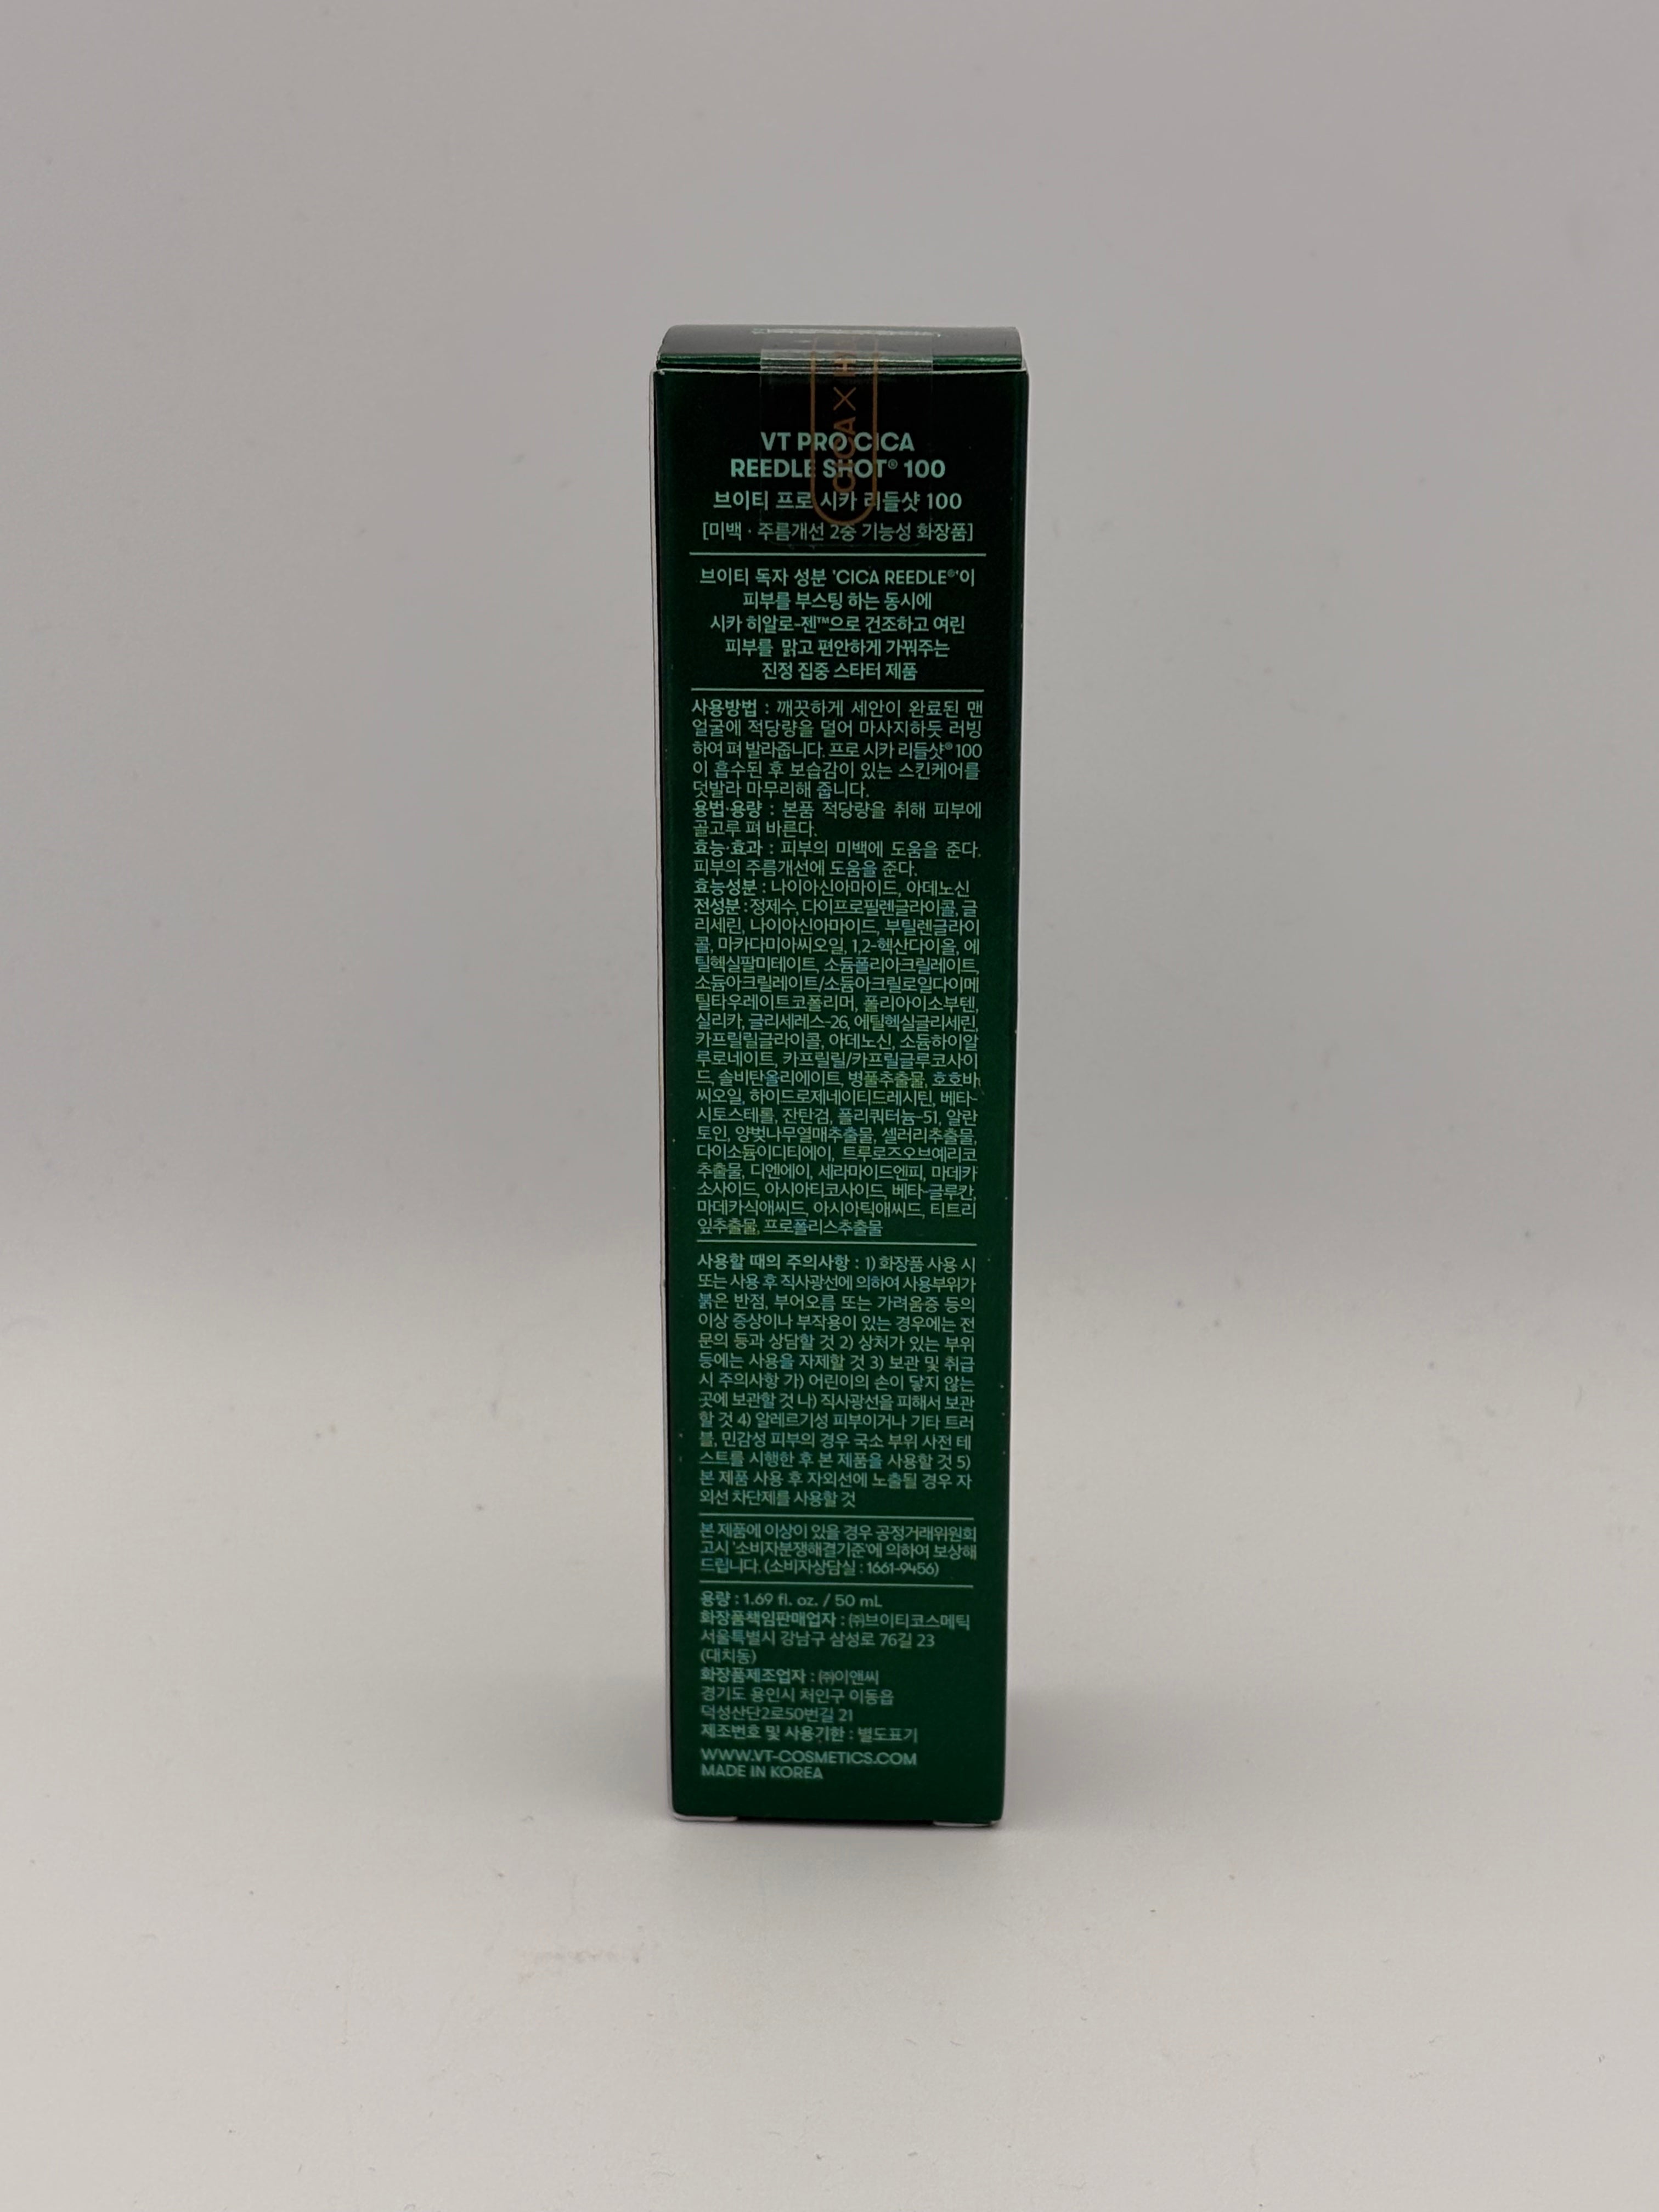 CICA X H
VT PRO CICA
REEDLE SHOT® 100
브이티 프로 시카 리들샷 100
[미백 · 주름개선 2중 기능성 화장품]
브이티 독자 성분 'CICA REEDLE®'이
피부를 부스팅 하는 동시에
시카 히알로-젠™으로 건조하고 여린
피부를 맑고 편안하게 가꿔주는
진정 집중 스타터 제품
사용방법 : 깨끗하게 세안이 완료된 맨
얼굴에 적당량을 덜어 마사지하듯 러빙
하여 펴 발라줍니다. 프로 시카 리들샷® 100
이 흡수된 후 보습감이 있는 스킨케어를
덧발라 마무리해 줍니다.
용법·용량 : 본품 적당량을 취해 피부에
골고루 펴 바른다.
효능·효과 : 피부의 미백에 도움을 준다.
피부의 주름개선에 도움을 준다.
효능성분 : 나이아신아마이드, 아데노신
전성분 : 정제수, 다이프로필렌글라이콜, 글
리세린, 나이아신아마이드, 부틸렌글라이
콜, 마카다미아씨오일, 1,2-헥산다이올, 에
틸헥실팔미테이트, 소듐폴리아크릴레이트,
소듐아크릴레이트/소듐아크릴로일다이메
틸타우레이트코폴리머, 폴리아이소부텐,
실리카, 글리세레스-26, 에틸헥실글리세린,
카프릴릴글라이콜, 아데노신, 소듐하이알
루로네이트, 카프릴릴/카프릴글루코사이
드, 솔비탄올리에이트, 병풀추출물, 호호바
씨오일, 하이드로제네이티드레시틴, 베타-
시토스테롤, 잔탄검, 폴리쿼터늄-51, 알란
토인, 양벚나무열매추출물, 셀러리추출물,
다이소듐이디티에이, 트루로즈오브예리코
추출물, 디엔에이, 세라마이드엔피, 마데카
소사이드, 아시아티코사이드, 베타-글루칸,
마데카식애씨드, 아시아틱애씨드, 티트리
잎추출물, 프로폴리스추출물
사용할 때의 주의사항 : 1) 화장품 사용 시
또는 사용 후 직사광선에 의하여 사용부위가
붉은 반점, 부어오름 또는 가려움증 등의
이상 증상이나 부작용이 있는 경우에는 전
문의 등과 상담할 것 2) 상처가 있는 부위
등에는 사용을 자제할 것 3) 보관 및 취급
시 주의사항 가) 어린이의 손이 닿지 않는
곳에 보관할 것 나) 직사광선을 피해서 보관
할 것 4) 알레르기성 피부이거나 기타 트러
블, 민감성 피부의 경우 국소 부위 사전 테
스트를 시행한 후 본 제품을 사용할 것 5)
본 제품 사용 후 자외선에 노출될 경우 자
외선 차단제를 사용할 것
본 제품에 이상이 있을 경우 공정거래위원회
고시 '소비자분쟁해결기준'에 의하여 보상해
드립니다. (소비자상담실 : 1661-9456)
용량 : 1.69 fl. oz. / 50 mL
화장품책임판매업자 : ㈜브이티코스메틱
서울특별시 강남구 삼성로 76길 23
(대치동)
화장품제조업자 : ㈜이앤씨
경기도 용인시 처인구 이동읍
덕성산단2로50번길 21
제조번호 및 사용기한 : 별도표기
WWW.VT-COSMETICS.COM
MADE IN KOREA